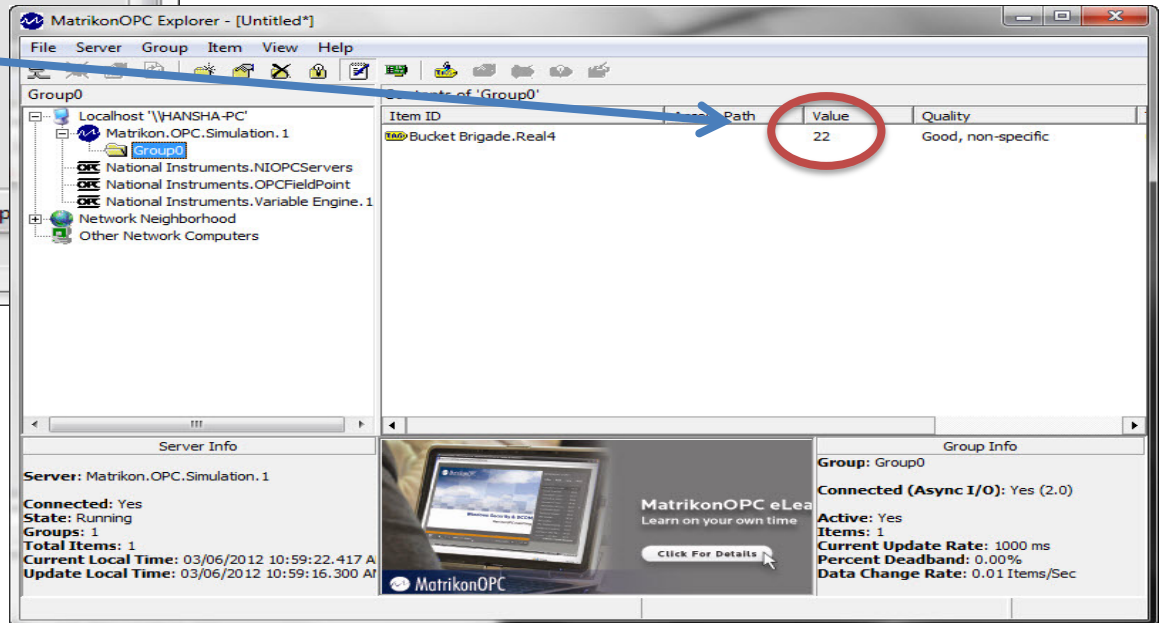 MatrikonOPC Explorer - [Untitled*]
File Server Group Item View Help
Group0
of 'Group0'
Localhost '\\HANSHA-PC'
Matrikon.OPC.Simulation.1
Group0
National Instruments.NIOPCServers
National Instruments.OPCFieldPoint
National Instruments.Variable Engine.1
Network Neighborhood
Other Network Computers
Item ID Path Value Quality
Bucket Brigade.Real4 22 Good, non-specific
Server Info
Server: Matrikon.OPC.Simulation.1
Connected: Yes
State: Running
Groups: 1
Total Items: 1
Current Local Time: 03/06/2012 10:59:22.417 A
Update Local Time: 03/06/2012 10:59:16.300 A
MatrikonOPC eLea
Learn on your own time
Click For Details
MatrikonOPC
Group Info
Group: Group0
Connected (Async I/O): Yes (2.0)
Active: Yes
Items: 1
Current Update Rate: 1000 ms
Percent Deadband: 0.00%
Data Change Rate: 0.01 Items/Sec